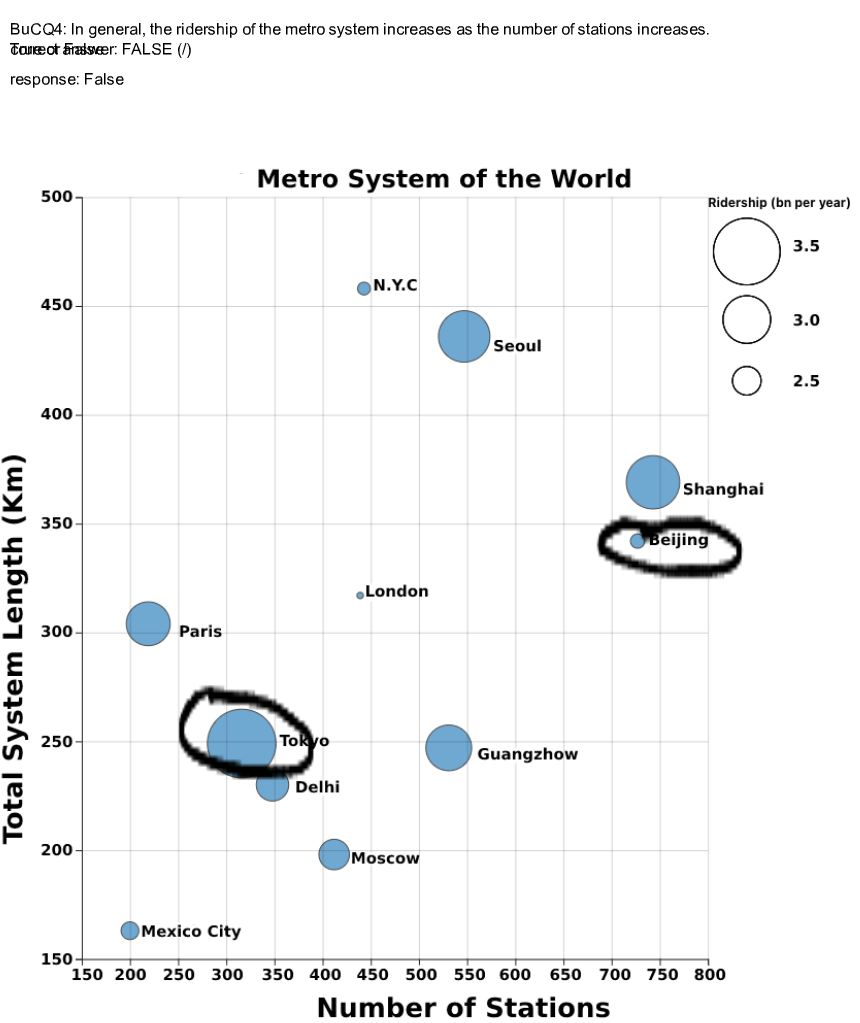 BuCQ4: In general, the ridership of the metro system increases as the number of stations increases.
True or False
correct answer: FALSE (/)
response: False
Metro System of the World
Ridership (bn per year)
3.5
3.0
2.5
500
450
400
350
300
250
200
150
Total System Length (Km)
N.Y.C
Seoul
Shanghai
Beijing
London
Paris
Tokyo
Guangzhow
Delhi
Moscow
Mexico City
150 200 250 300 350 400 450 500 550 600 650 700 750 800
Number of Stations